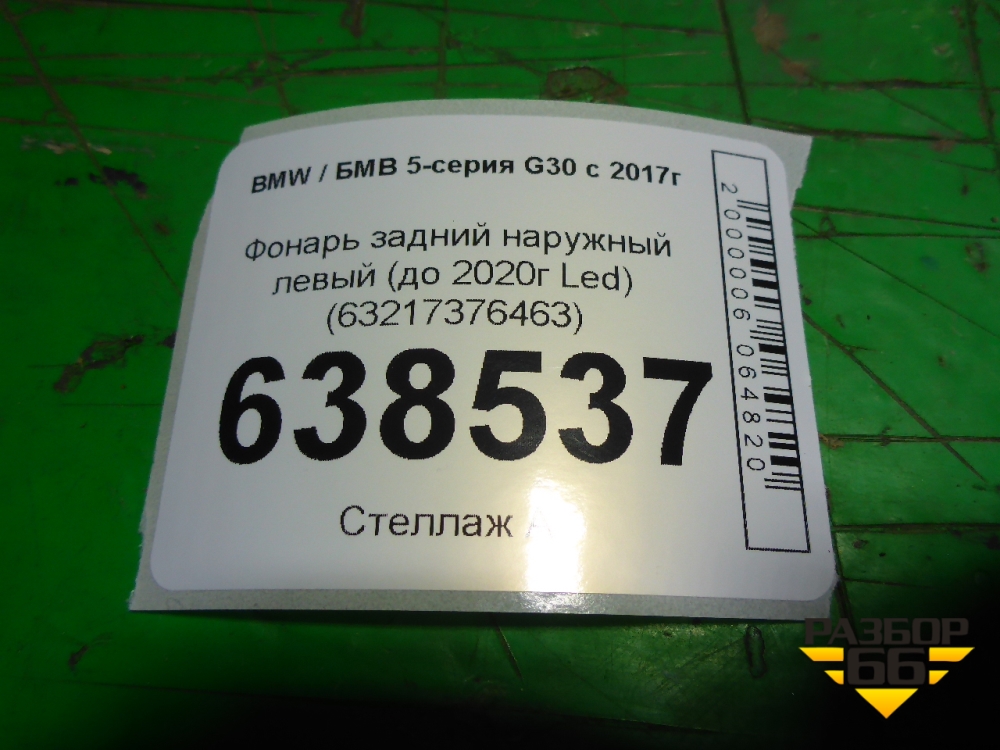 BMW / БМВ 5-серия G30 с 2017г
Фонарь задний наружный
левый (до 2020г Led)
(63217376463)
638537
Стеллаж
2000006064820
РАЗБОР
66